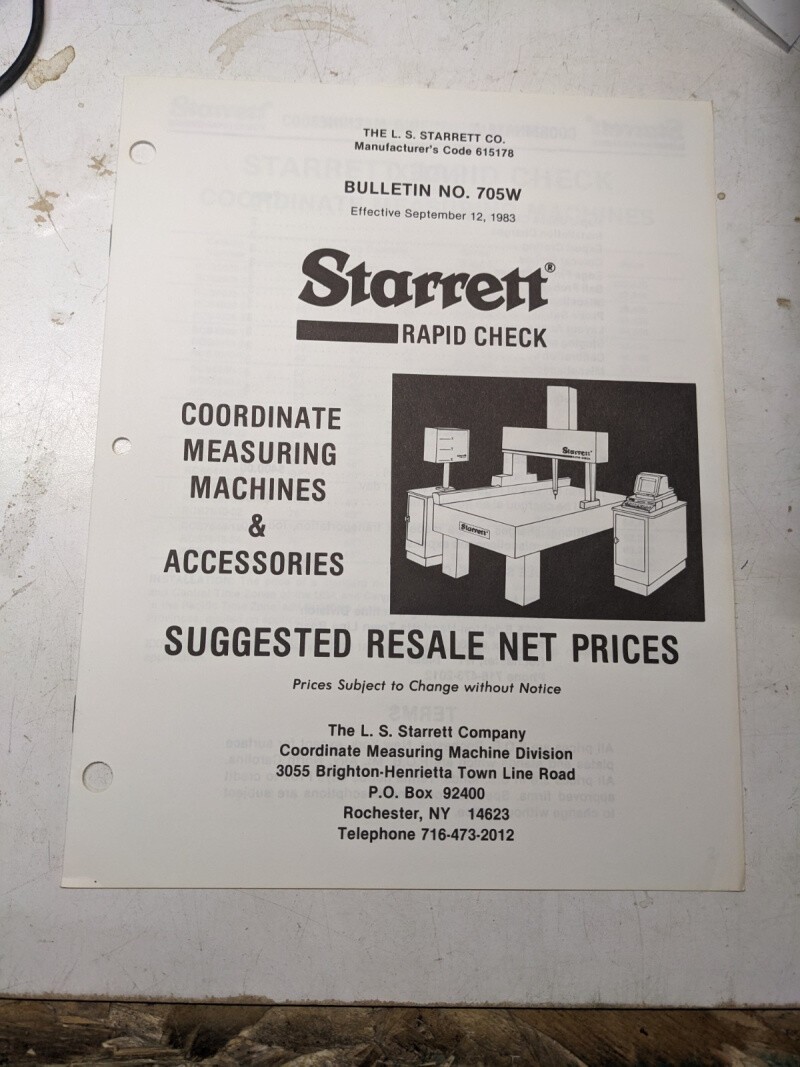 THE L. S. STARRETT CO.
Manufacturer's Code 615178
BULLETIN NO. 705W
Effective September 12, 1983
Starrett®
RAPID CHECK
COORDINATE
MEASURING
MACHINES
&
ACCESSORIES
Starrett
Starrett
SUGGESTED RESALE NET PRICES
Prices Subject to Change without Notice
The L. S. Starrett Company
Coordinate Measuring Machine Division
3055 Brighton-Henrietta Town Line Road
P.O. Box 92400
Rochester, NY 14623
Telephone 716-473-2012